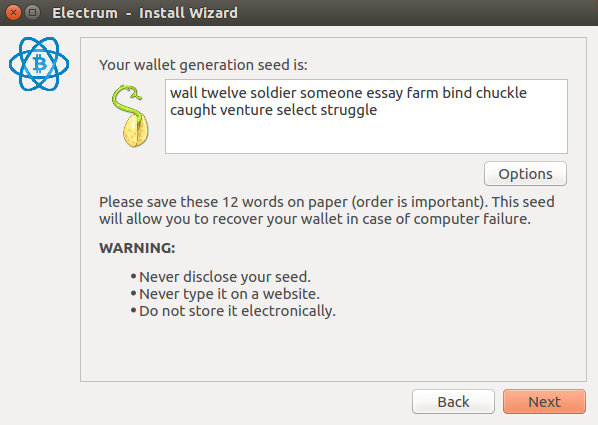 Electrum - Install Wizard
Your wallet generation seed is:
wall twelve soldier someone essay farm bind chuckle
caught venture select struggle
Options
Please save these 12 words on paper (order is important). This seed
will allow you to recover your wallet in case of computer failure.
WARNING:
• Never disclose your seed.
• Never type it on a website.
• Do not store it electronically.
Back
Next